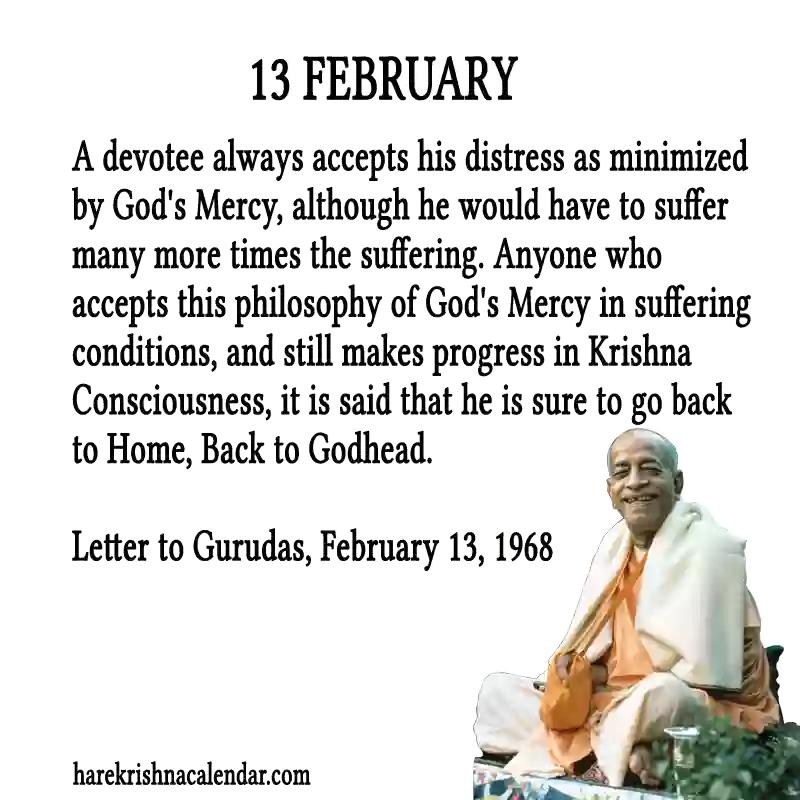 13 FEBRUARY
A devotee always accepts his distress as minimized
by God's Mercy, although he would have to suffer
many more times the suffering. Anyone who
accepts this philosophy of God's Mercy in suffering
conditions, and still makes progress in Krishna
Consciousness, it is said that he is sure to go back
to Home, Back to Godhead.
Letter to Gurudas, February 13, 1968
harekrishnacalendar.com